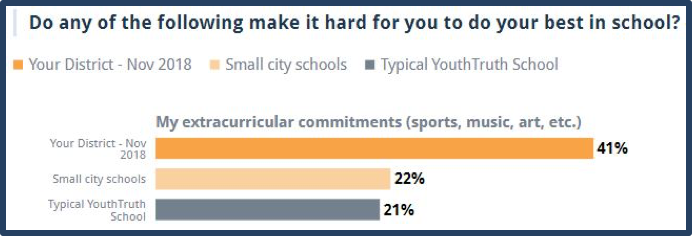 Do any of the following make it hard for you to do your best in school?
Your District - Nov 2018 Small city schools Typical YouthTruth School
My extracurricular commitments (sports, music, art, etc.)
Your District - Nov
2018
41%
Small city schools 22%
Typical YouthTruth
School
21%